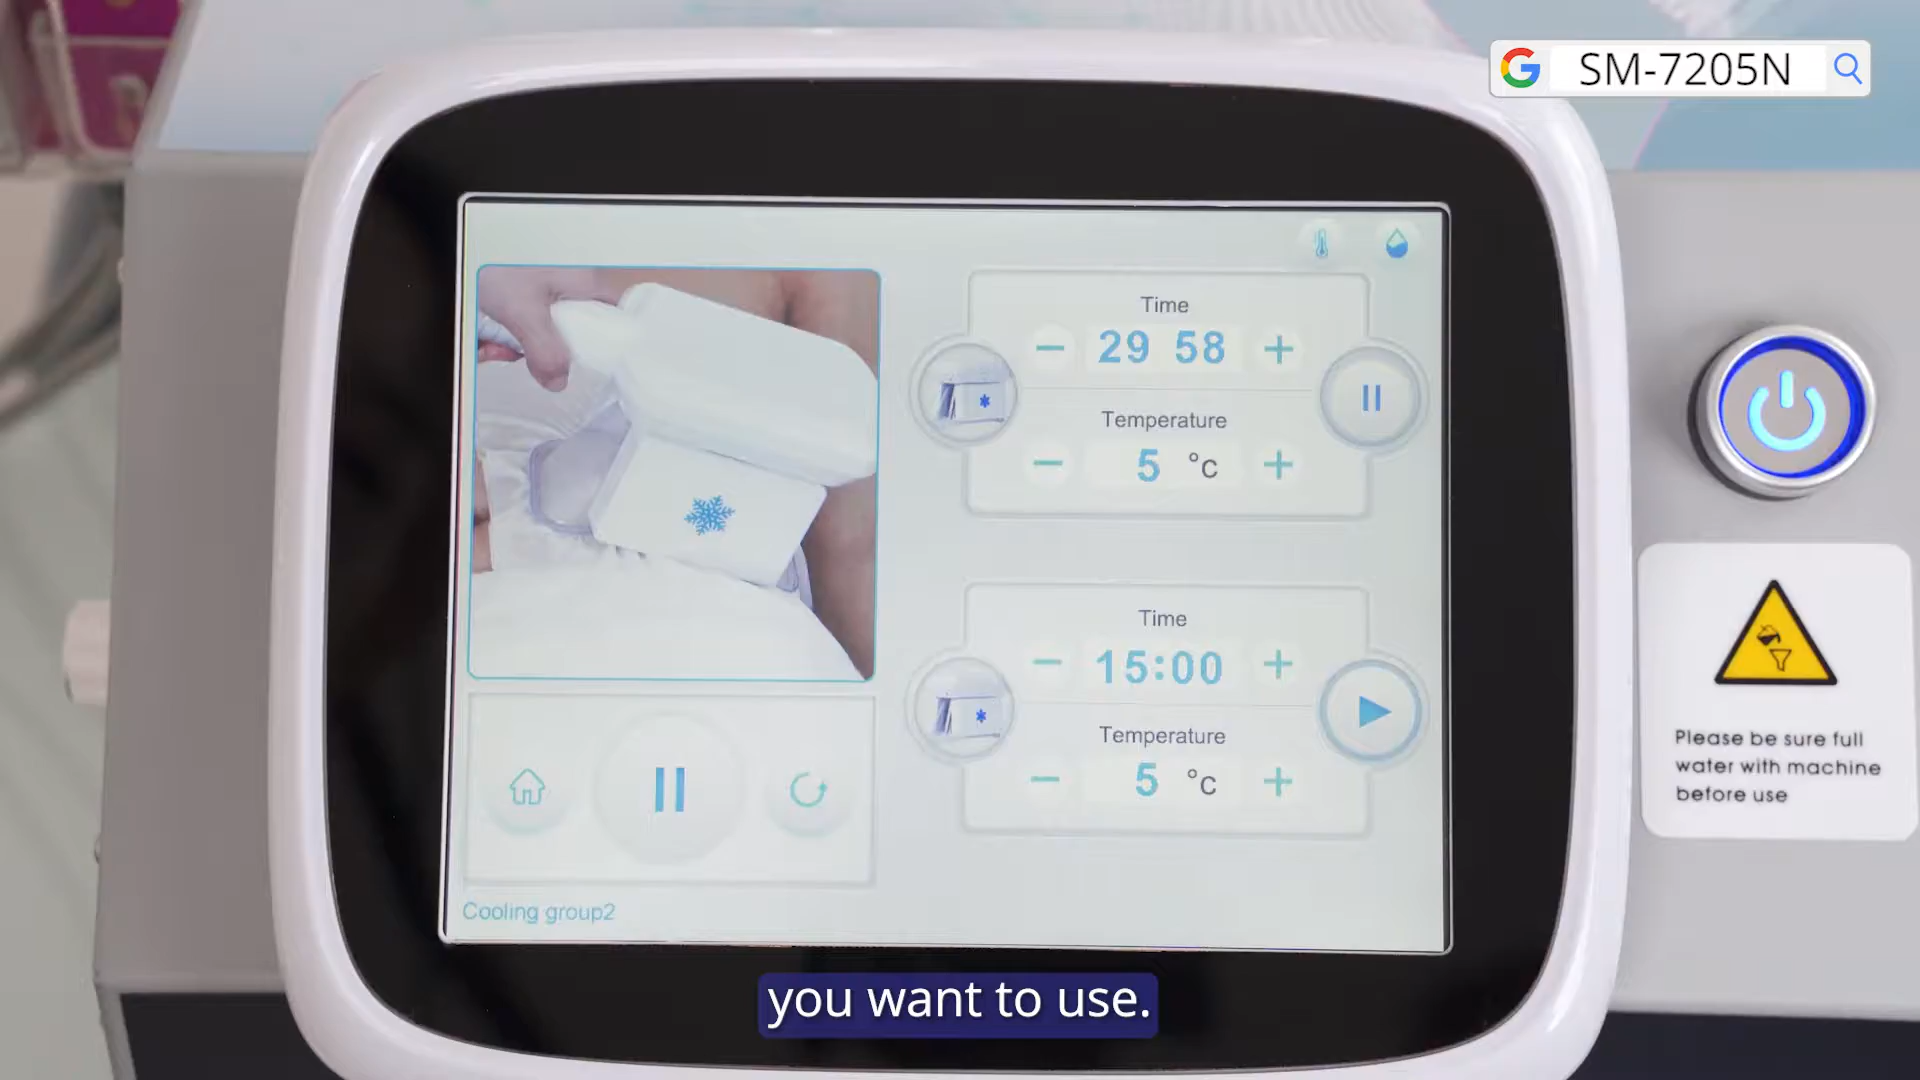 SM-7205N
Time
29 58
Temperature
5 °c
Time
15:00
Temperature
5 °c
Cooling group2
Please be sure full
water with machine
before use
you want to use.